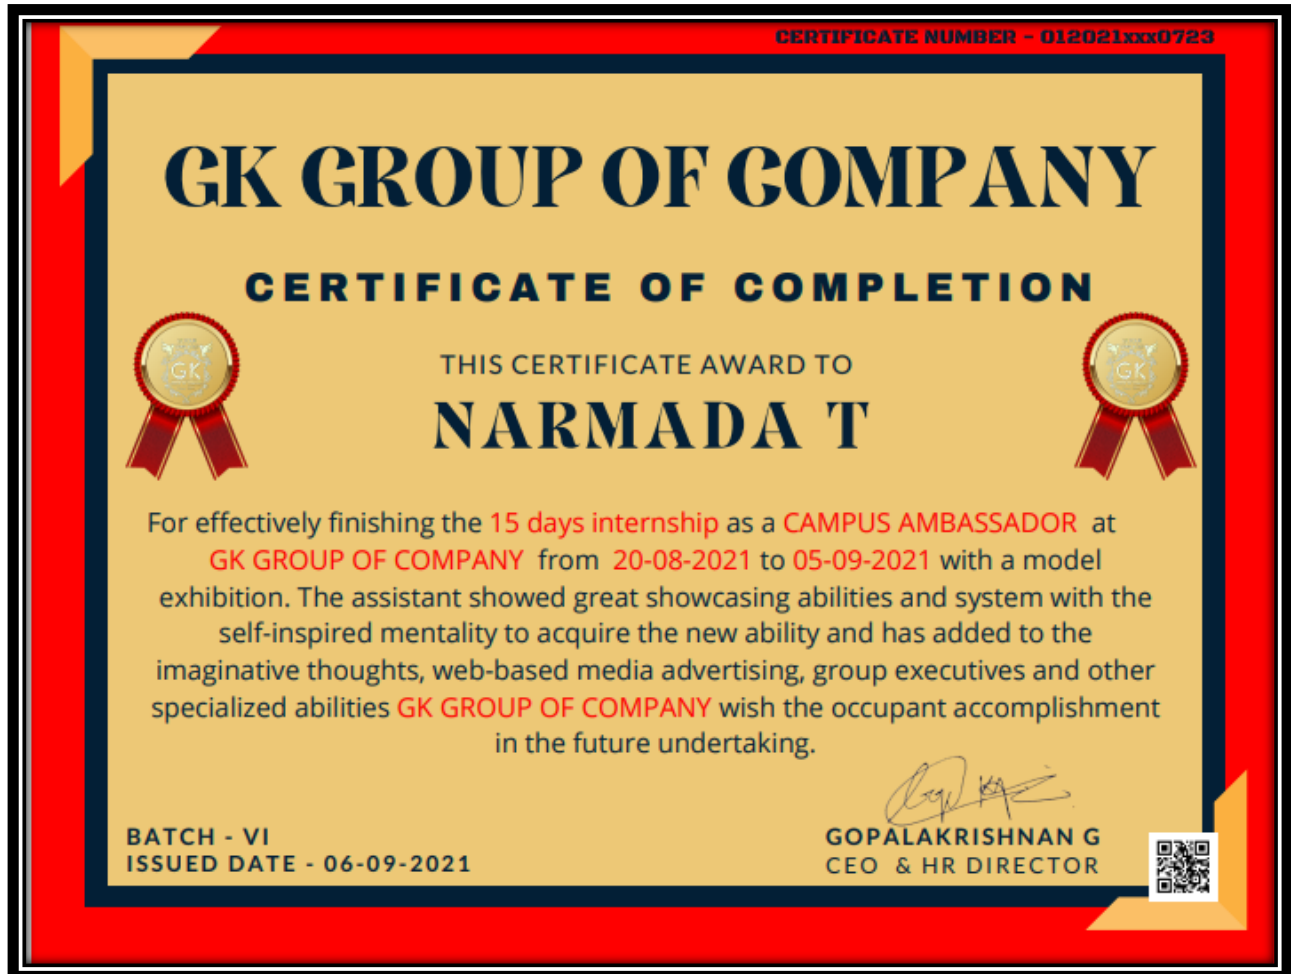 CERTIFICATE NUMBER - 012021xxx0723
GK GROUP OF COMPANY
CERTIFICATE OF COMPLETION
THIS CERTIFICATE AWARD TO
NARMADA T
GK
GK
For effectively finishing the 15 days internship as a CAMPUS AMBASSADOR at
GK GROUP OF COMPANY from 20-08-2021 to 05-09-2021 with a model
exhibition. The assistant showed great showcasing abilities and system with the
self-inspired mentality to acquire the new ability and has added to the
imaginative thoughts, web-based media advertising, group executives and other
specialized abilities GK GROUP OF COMPANY wish the occupant accomplishment
in the future undertaking.
BATCH - VI
ISSUED DATE - 06-09-2021
GOPALAKRISHNAN G
CEO & HR DIRECTOR